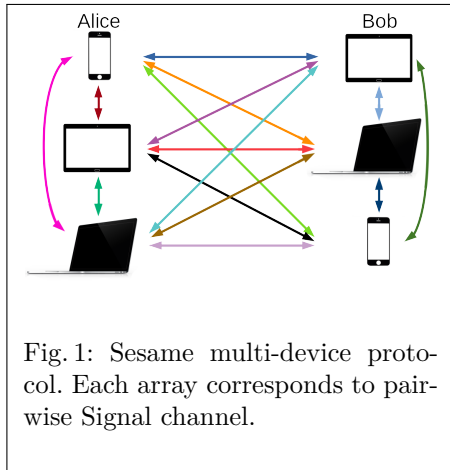 Alice
Bob
Fig. 1: Sesame multi-device proto-
col. Each array corresponds to pair-
wise Signal channel.